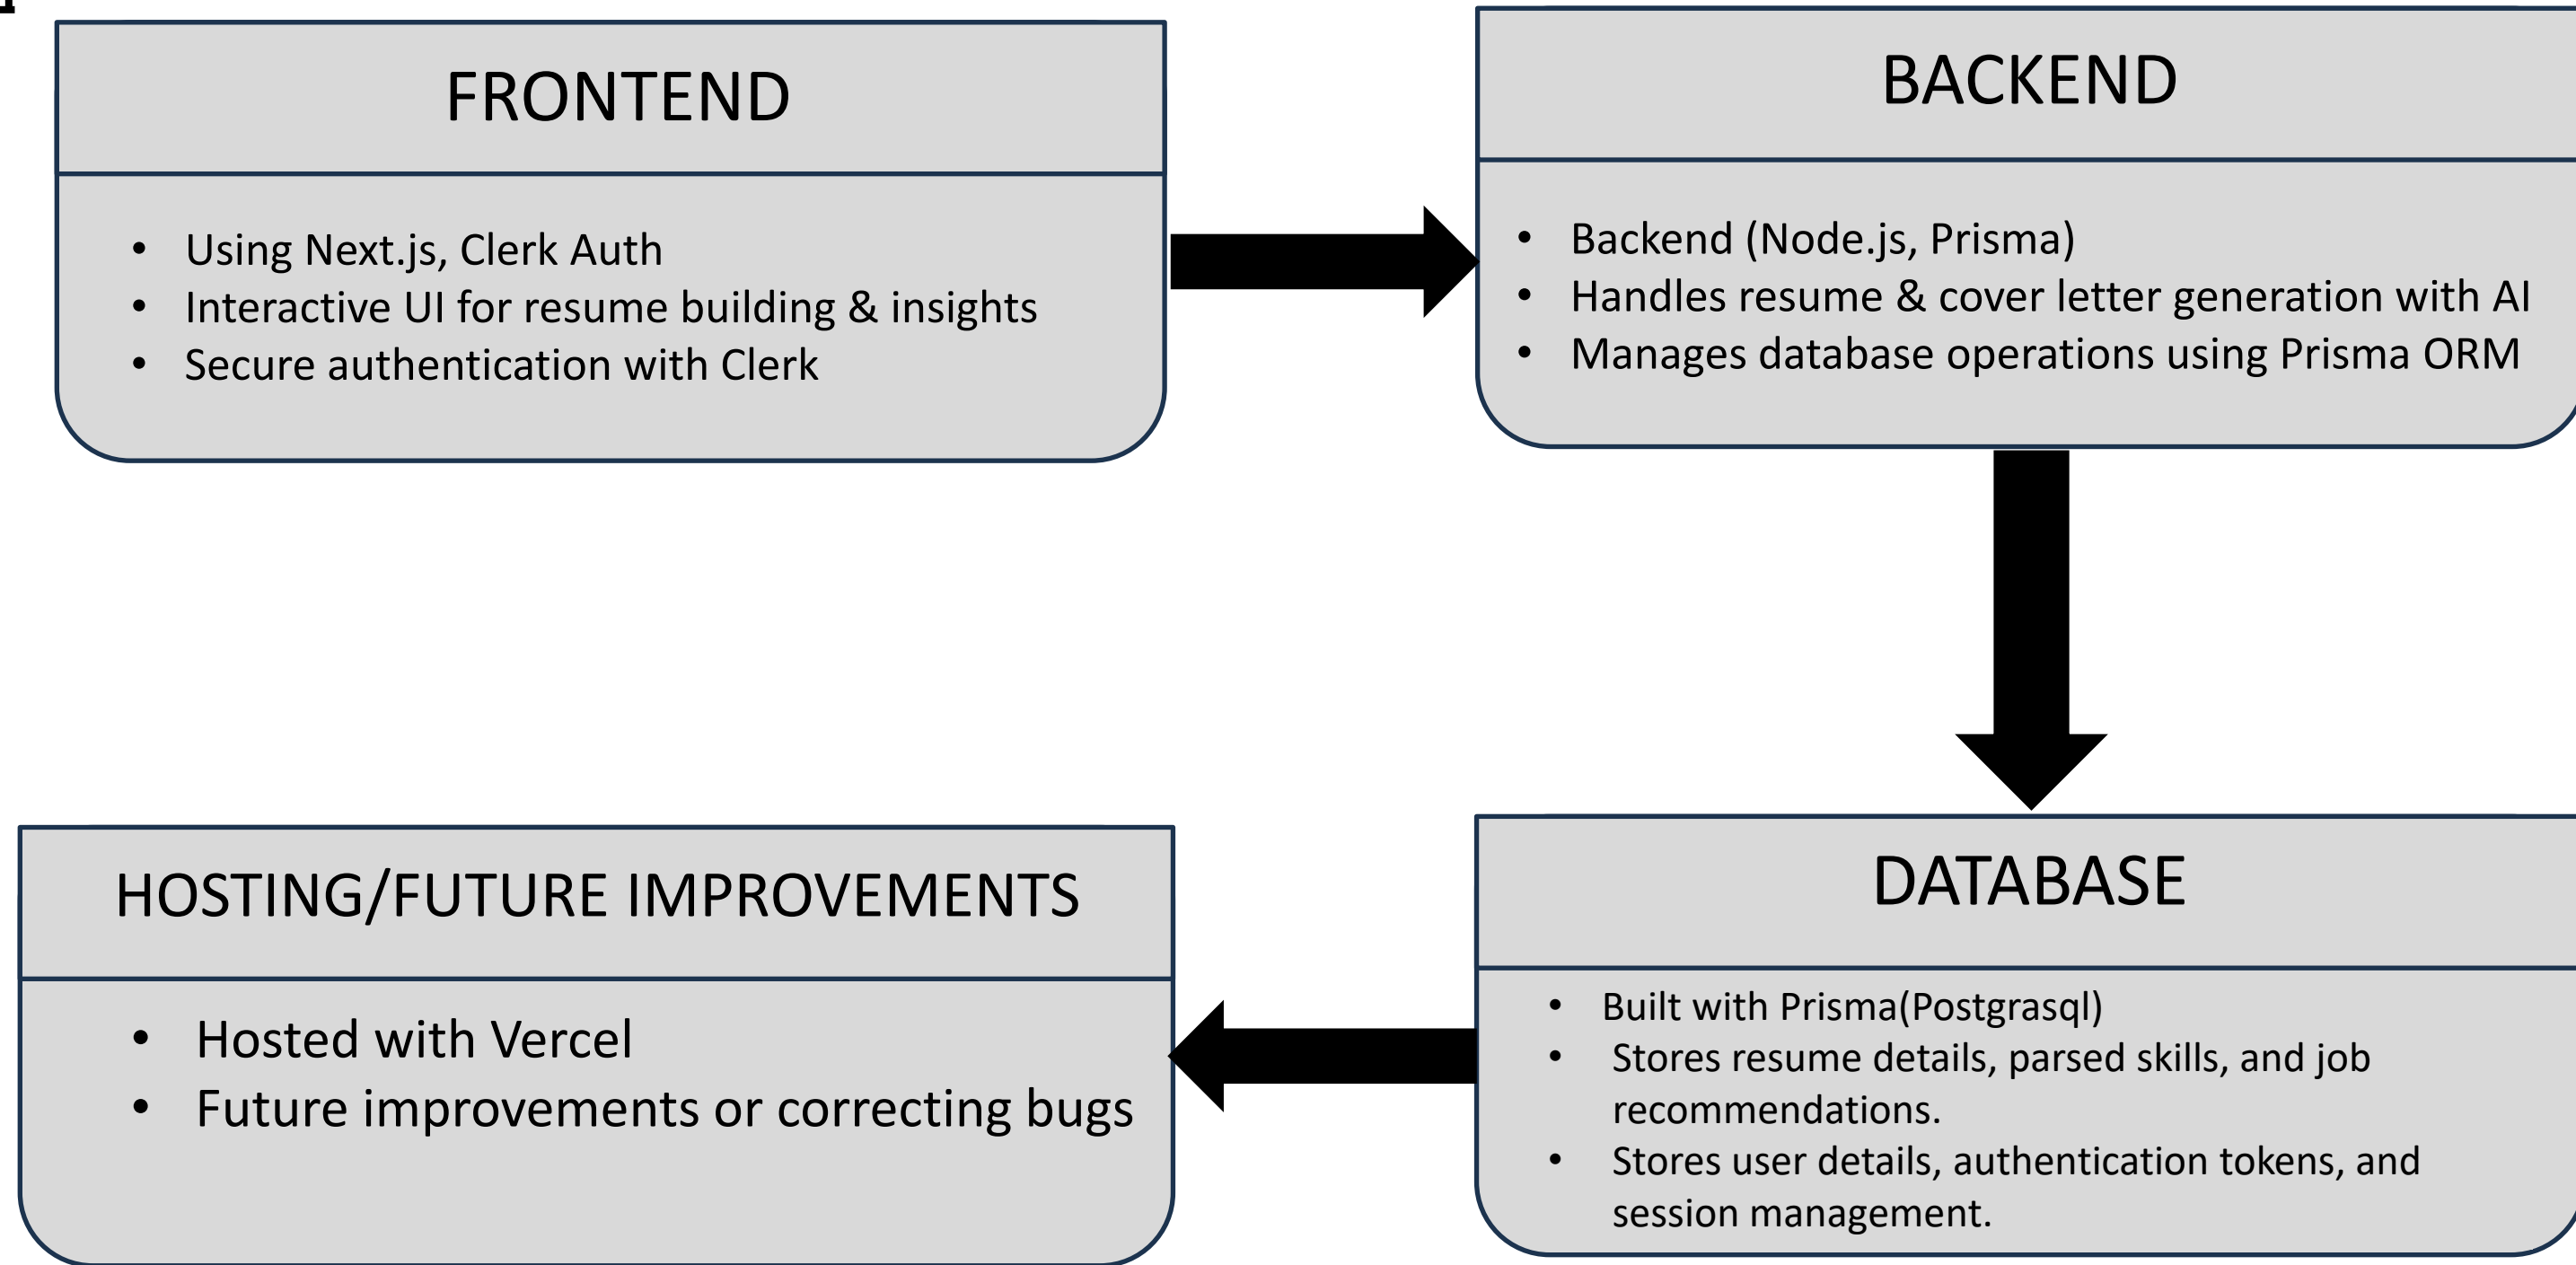 FRONTEND
• Using Next.js, Clerk Auth
• Interactive UI for resume building & insights
• Secure authentication with Clerk
BACKEND
• Backend (Node.js, Prisma)
• Handles resume & cover letter generation with AI
• Manages database operations using Prisma ORM
DATABASE
• Built with Prisma(Postgrasql)
• Stores resume details, parsed skills, and job
recommendations.
• Stores user details, authentication tokens, and
session management.
HOSTING/FUTURE IMPROVEMENTS
• Hosted with Vercel
• Future improvements or correcting bugs